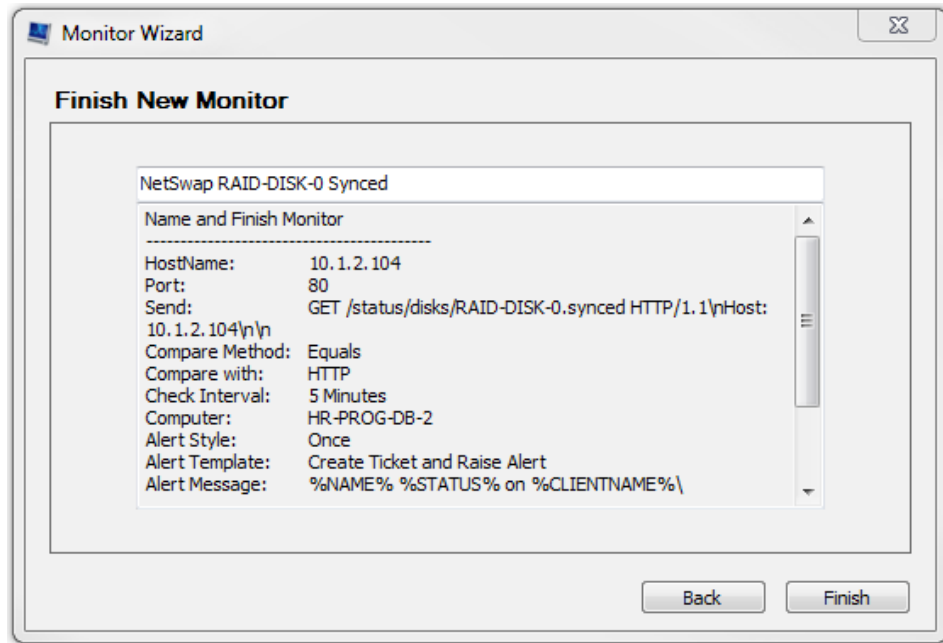 Monitor Wizard
Finish New Monitor
NetSwap RAID-DISK-0 Synced
Name and Finish Monitor
------------------------------------------
HostName: 10.1.2.104
Port: 80
Send: GET /status/disks/RAID-DISK-0.synced HTTP/1.1\nHost:
10.1.2.104\n\n
Compare Method: Equals
Compare with: HTTP
Check Interval: 5 Minutes
Computer: HR-PROG-DB-2
Alert Style: Once
Alert Template: Create Ticket and Raise Alert
Alert Message: %NAME% %STATUS% on %CLIENTNAME%\
Back Finish